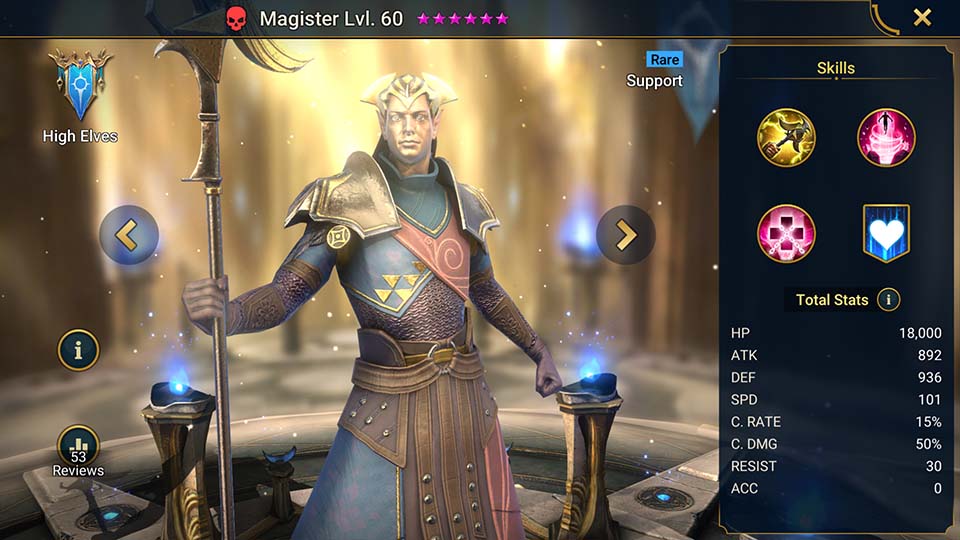 Magister Lvl. 60
High Elves
Rare
Support
53
Reviews
Skills
Total Stats i
HP 18,000
ATK 892
DEF 936
SPD 101
C. RATE 15%
C. DMG 50%
RESIST 30
ACC 0